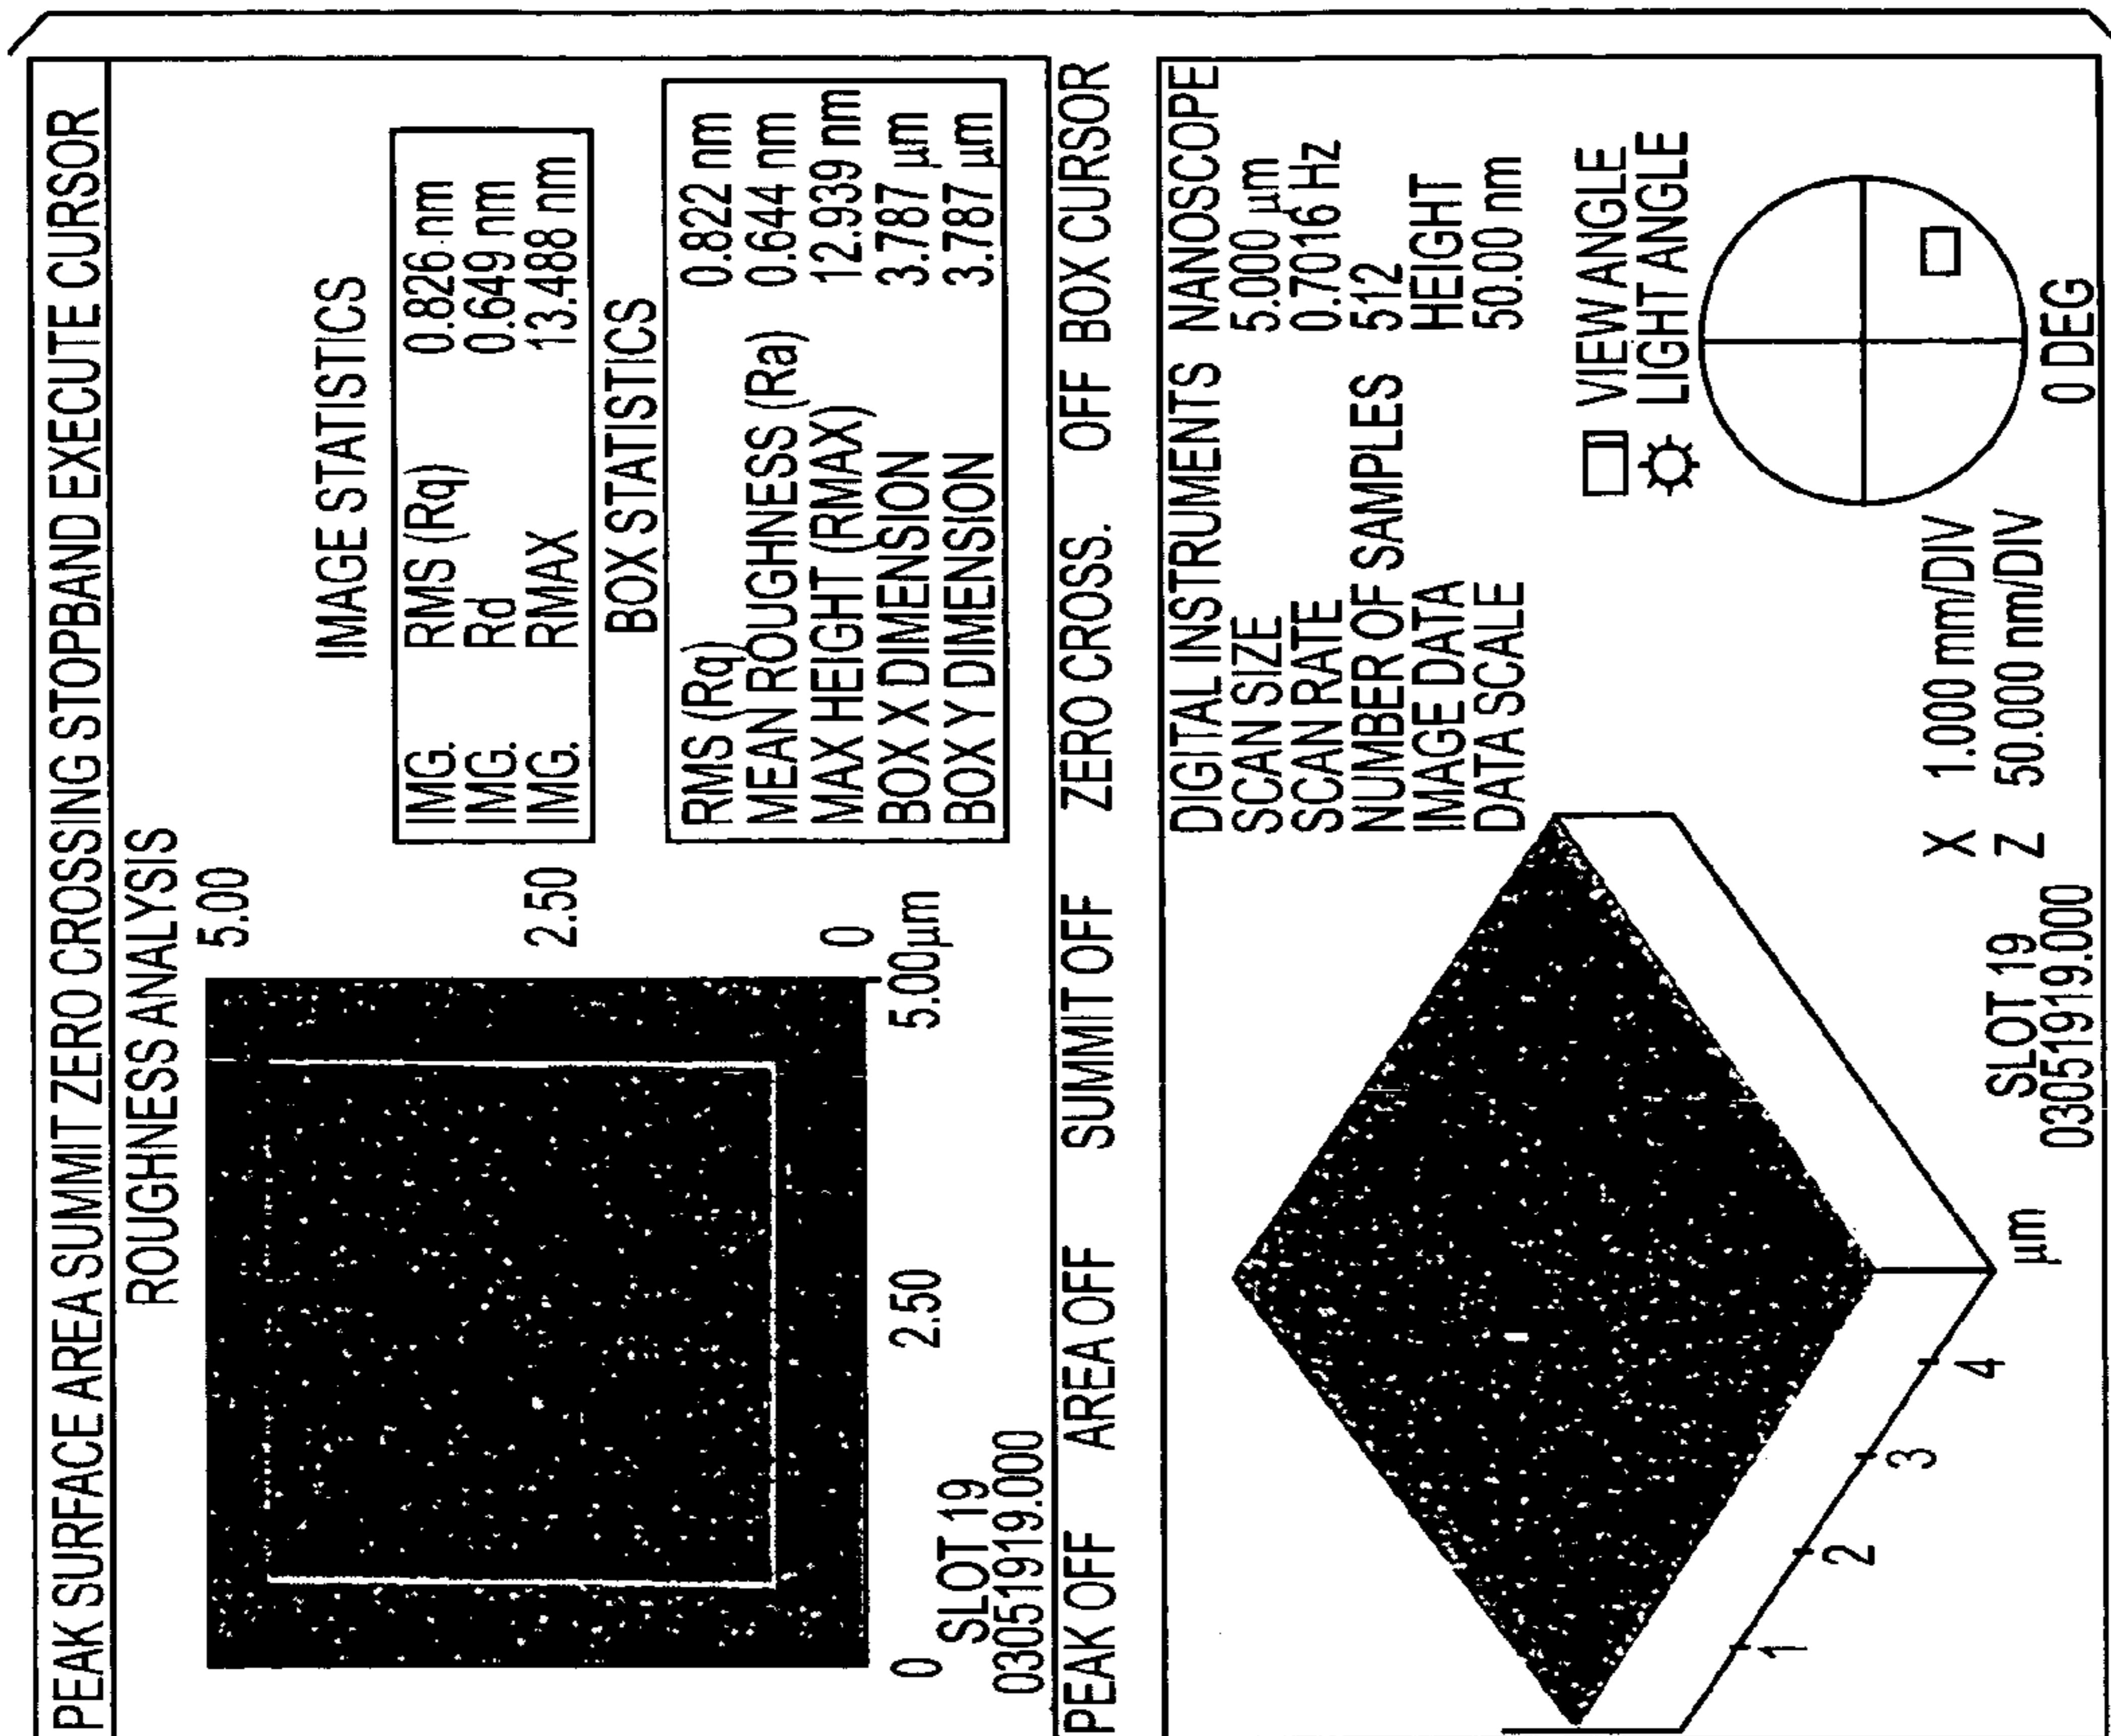 PEAK SURFACE AREA SUMMIT ZERO CROSSING STOPBAND EXECUTE CURSOR
ROUGHNESS ANALYSIS
5.00
2.50
0
0 2.50 5.00µm
SLOT 19
03051919.000
IMAGE STATISTICS
IMG. RMS (Rq) 0.826 nm
IMG. Rd 0.649 nm
IMG. RMAX 13.488 nm
BOX STATISTICS
RMS (Rq) 0.822 nm
MEAN ROUGHNESS (Ra) 0.644 nm
MAX HEIGHT (RMAX) 12.939 nm
BOX X DIMENSION 3.787 µm
BOX Y DIMENSION 3.787 µm
PEAK OFF AREA OFF SUMMIT OFF ZERO CROSS. OFF BOX CURSOR
DIGITAL INSTRUMENTS NANOSCOPE
SCAN SIZE 5.000 µm
SCAN RATE 0.7016 Hz
NUMBER OF SAMPLES 512
IMAGE DATA HEIGHT
DATA SCALE 50.00 nm
VIEW ANGLE
LIGHT ANGLE
0 DEG
X 1.000 mm/DIV
Z 50.000 nm/DIV
1
2
3
4
µm
SLOT 19
03051919.000